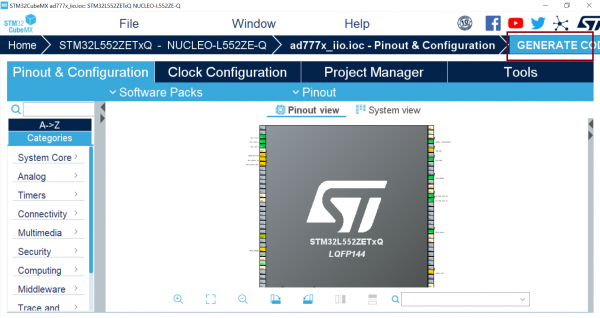 STM32CubeMX ad777x_iio.ioc: STM32L552ZETxQ NUCLEO-L552ZE-Q
STM32
CubeMX
File
Window
Help
Home
STM32L552ZETxQ - NUCLEO-L552ZE-Q
ad777x_iio.ioc - Pinout & Configuration
GENERATE COD
Pinout & Configuration
Clock Configuration
Project Manager
Tools
Software Packs
Pinout
Pinout view
System view
A->Z
Categories
System Core
Analog
Timers
Connectivity
Multimedia
Security
Computing
Middleware
Trace and
ST
STM32L552ZETxQ
LQFP144